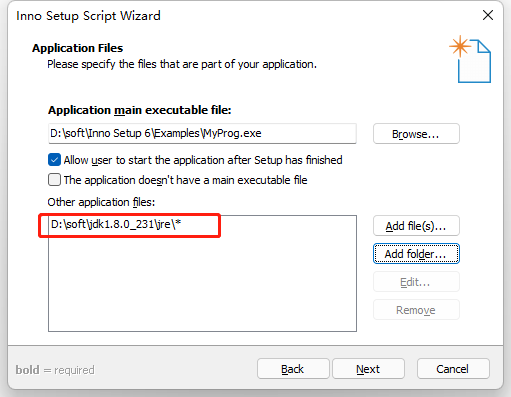 Inno Setup Script Wizard
Application Files
Please specify the files that are part of your application.
Application main executable file:
D:\soft\Inno Setup 6\Examples\MyProg.exe
Browse...
Allow user to start the application after Setup has finished
The application doesn't have a main executable file
Other application files:
D:\soft\jdk1.8.0_231\jre\*
Add file(s)...
Add folder...
Edit...
Remove
bold = required
Back
Next
Cancel